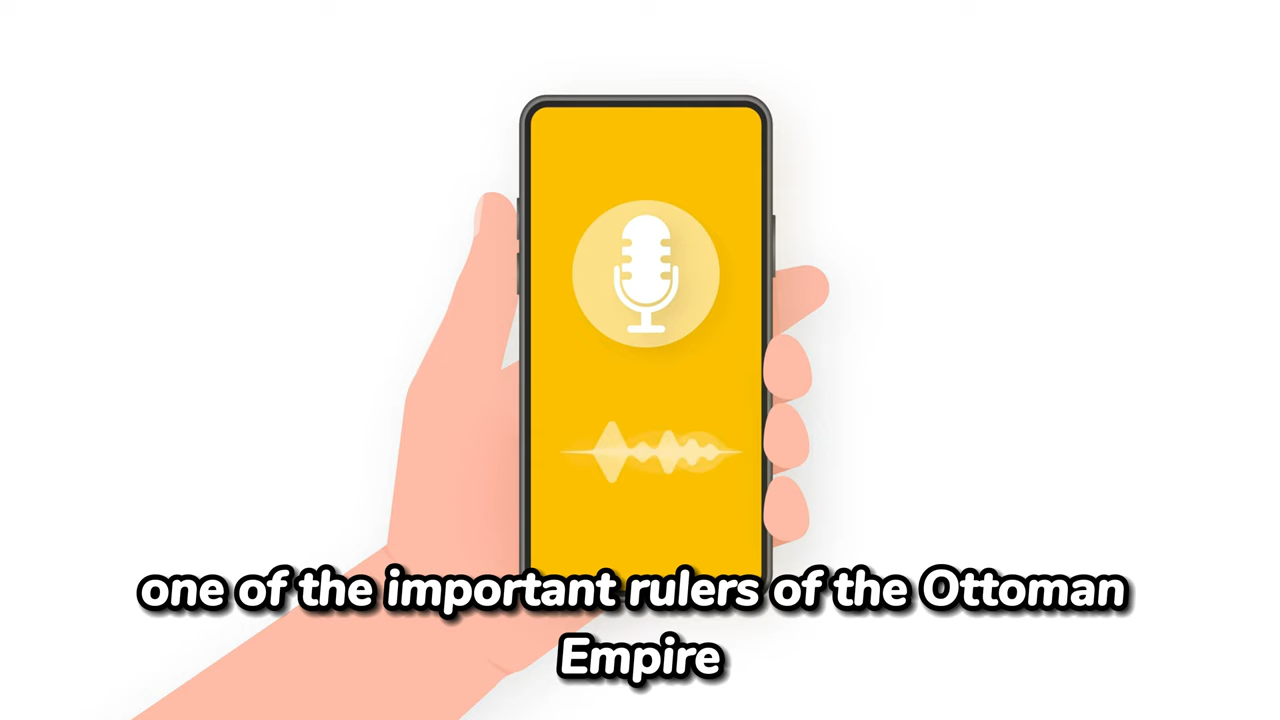 one of the important rulers of the Ottoman
Empire